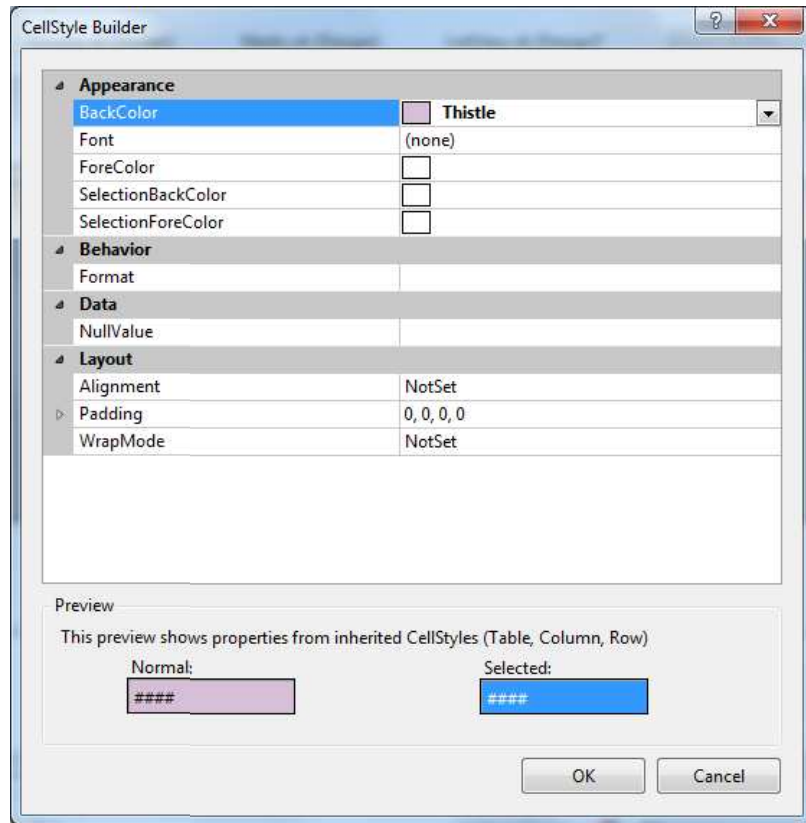 CellStyle Builder
?
Appearance
BackColor Thistle
Font (none)
ForeColor
SelectionBackColor
SelectionForeColor
Behavior
Format
Data
NullValue
Layout
Alignment NotSet
Padding 0, 0, 0, 0
WrapMode NotSet
Preview
This preview shows properties from inherited CellStyles (Table, Column, Row)
Normal: Selected:
#### ####
OK Cancel